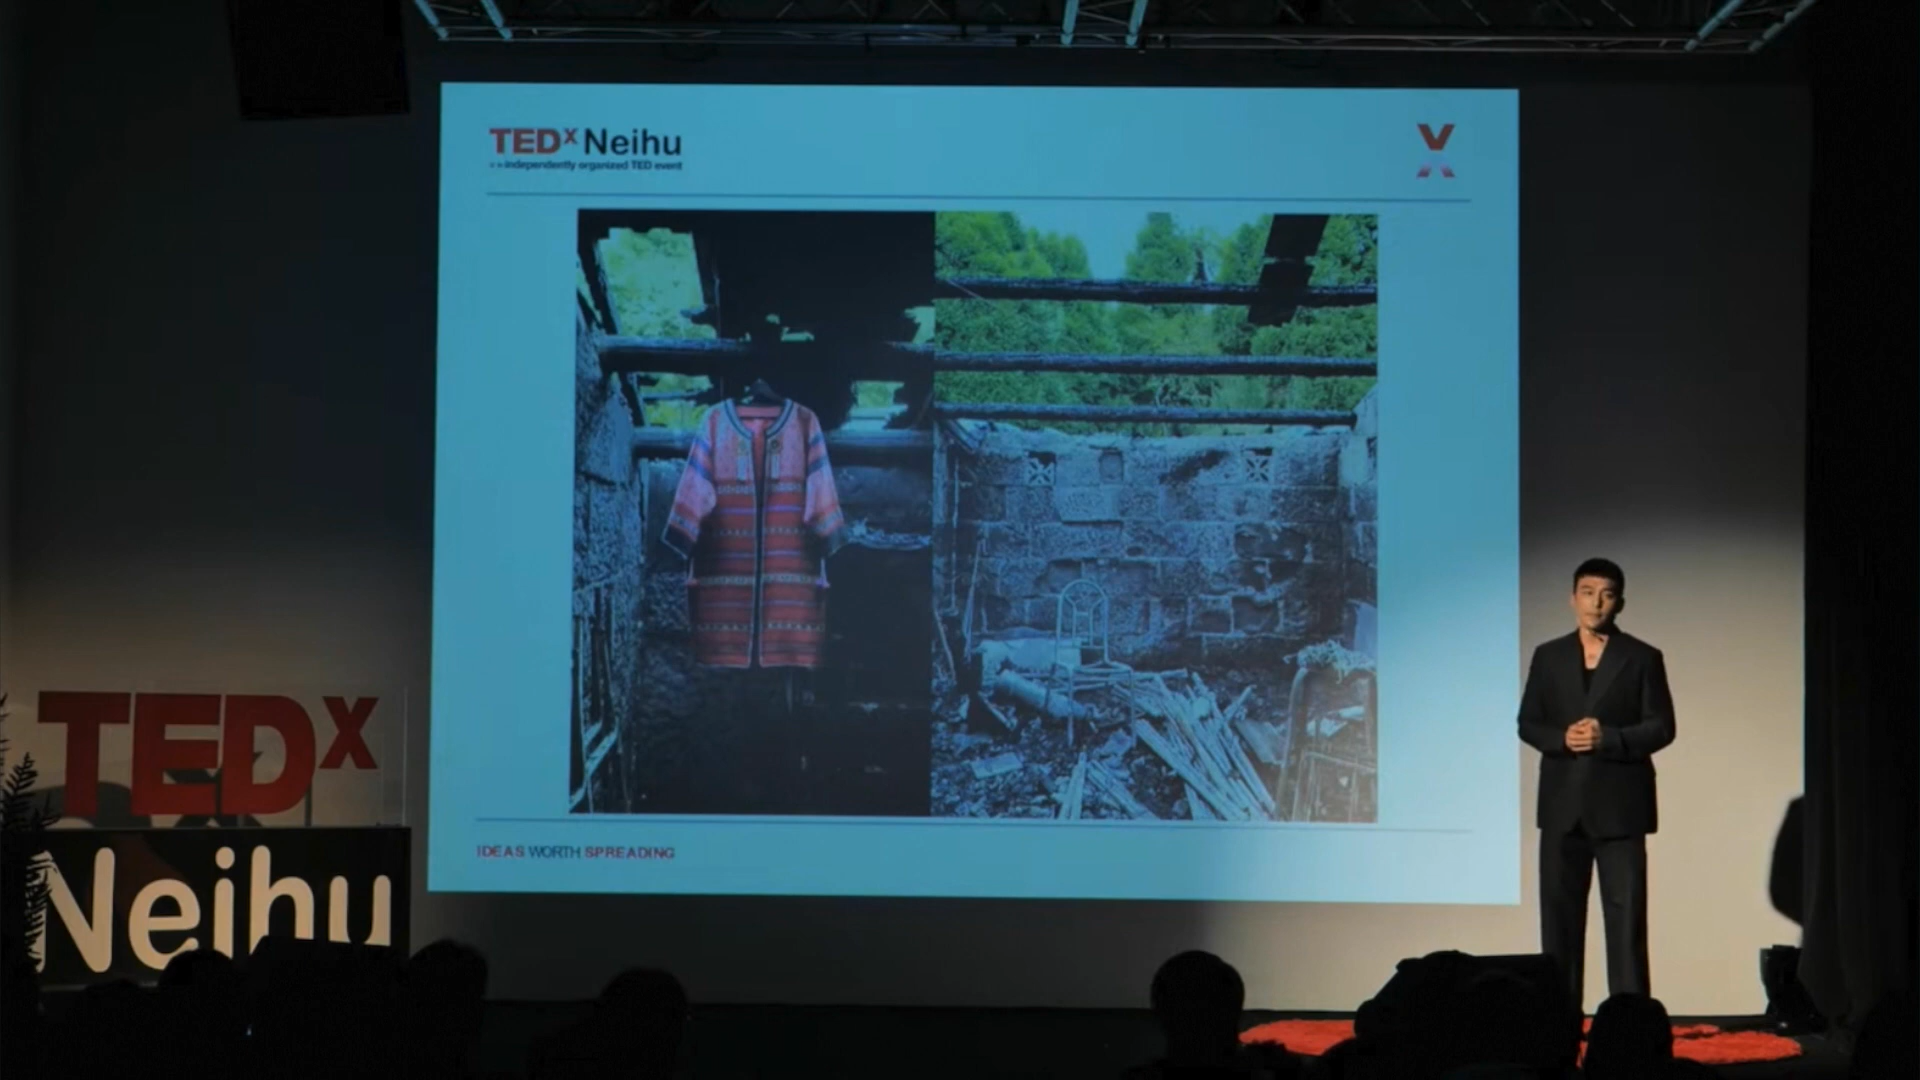 TEDx Neihu
x = independently organized TED event
IDEAS WORTH SPREADING
TEDx
Neihu